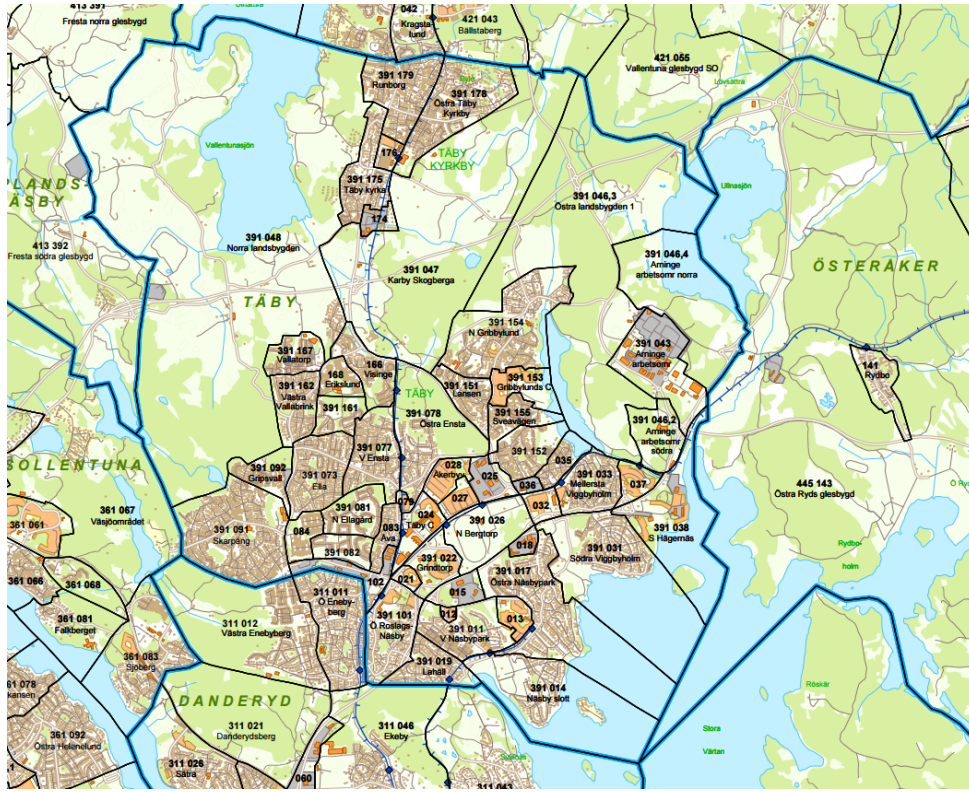 413 391
Fresta norra glesbygd
042
Kragsta-
lund
421 043
Bällstaberg
421 055
Vallentuna glesbygd SO
391 179
Runborg
391 178
Östra Täby
Kyrkby
Vallentunasjön
176
TÄBY
KYRKBY
391 175
Täby kyrka
174
Ullnasjön
391 046,3
Östra landsbygden 1
391 048
Norra landsbygden
413 392
Fresta södra glesbygd
391 047
Karby Skogberga
391 046,4
Arninge
arbetsomr norra
ÖSTERÅKER
TÄBY
391 154
N Gribbylund
391 043
Arninge
arbetsomr
141
Rydbo
391 167
Vallatorp
166
Visinge
168
Erikslund
391 162
Västra
Vallabrink
391 161
TÄBY
391 151
Lansen
391 153
Gribbylunds C
391 155
Sveavägen
391 078
Östra Ensta
391 046,2
Arninge
arbetsomr
södra
SOLLENTUNA
391 092
Gripsvall
391 073
Ella
391 077
V Ensta
028
Åkerbyv
025
391 152
035
036
391 033
Mellersta
Viggbyholm
037
445 143
Östra Ryds glesbygd
361 067
Väsjöområdet
361 061
391 091
Skarpäng
391 081
N Ellagård
084
391 082
083
Åva
079
024
Täby C
027
032
391 026
N Bergtorp
391 038
S Hägernäs
391 031
Södra Viggbyholm
018
391 022
Grindtorp
391 017
Östra Näsbypark
Rydbo-
holm
361 066
361 068
361 081
Falkberget
311 011
Ö Eneby-
berg
102
021
015
391 101
Ö Roslags-
Näsby
012
013
391 011
V Näsbypark
311 012
Västra Enebyberg
361 083
Sjöberg
391 019
Lahäll
391 014
Näsby slott
Röskär
DANDERYD
311 021
Danderydsberg
311 046
Ekeby
Stora
Värtan
361 092
Östra Helenelund
311 026
Sätra
060
311 043